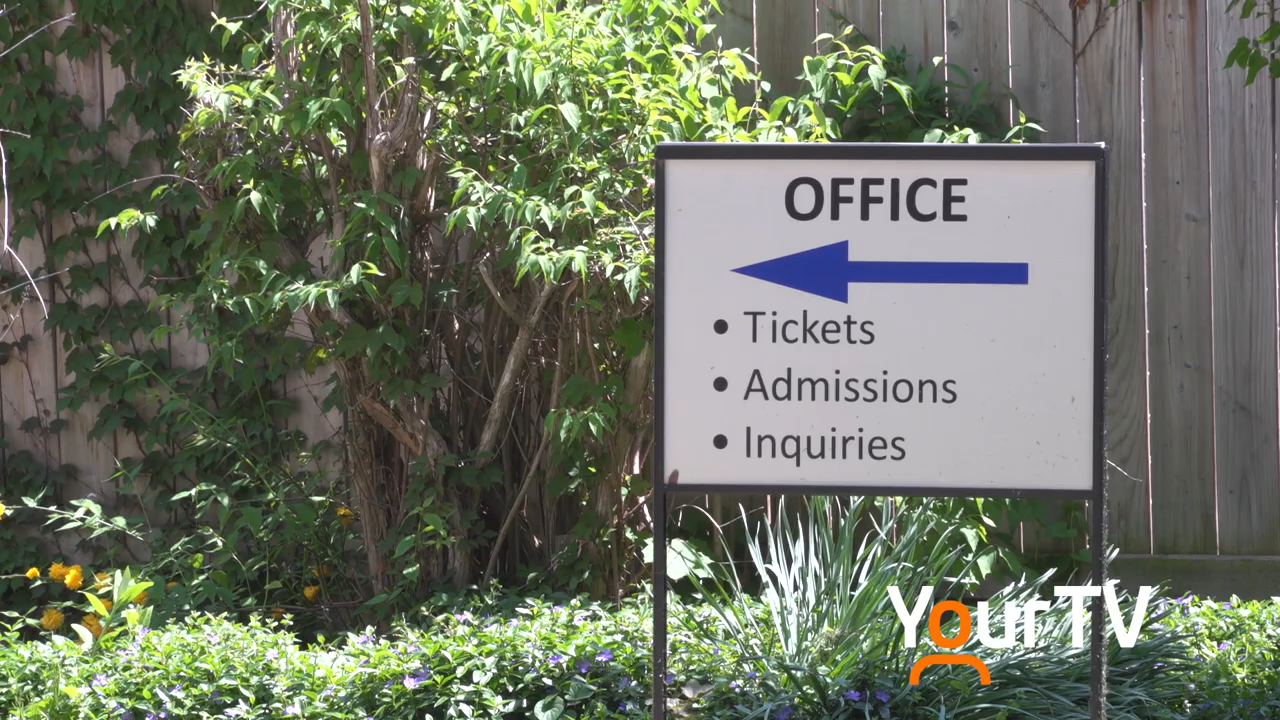 OFFICE
• Tickets
• Admissions
• Inquiries
YourTV